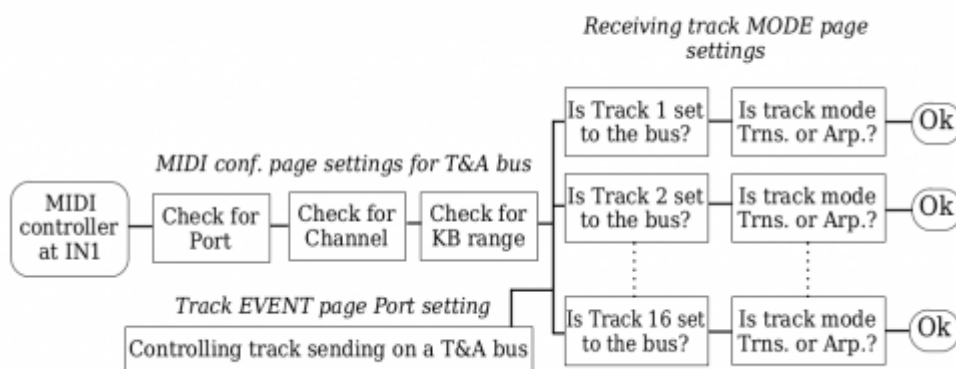 Receiving track MODE page
settings
Is Track 1 set
to the bus?
Is track mode
Trns. or Arp.?
Ok
MIDI conf. page settings for T&A bus
MIDI
controller
at IN1
Check for
Port
Check for
Channel
Check for
KB range
Is Track 2 set
to the bus?
Is track mode
Trns. or Arp.?
Ok
Track EVENT page Port setting
Controlling track sending on a T&A bus
Is Track 16 set
to the bus?
Is track mode
Trns. or Arp.?
Ok